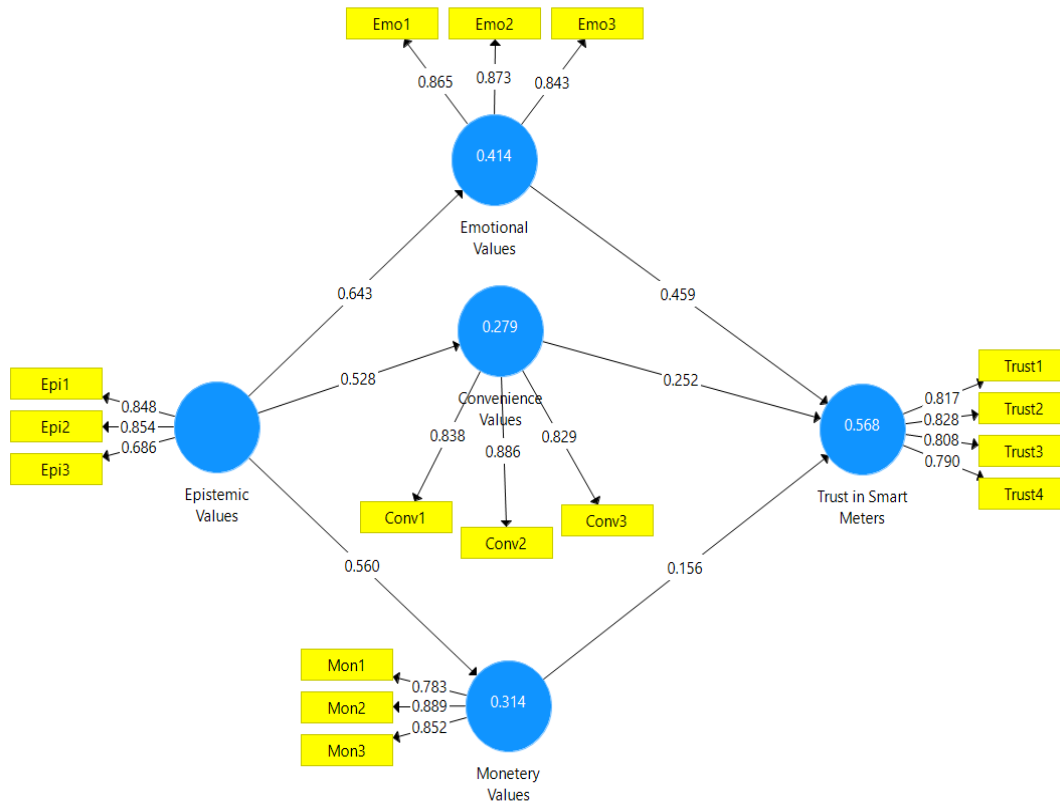 Emo1 Emo2 Emo3
0.865 0.873 0.843
0.414
Emotional
Values
0.643
0.459
0.279
Convenience
Values
0.528
0.252
0.838 0.886 0.829
Conv1 Conv2 Conv3
Epi1
Epi2
Epi3
0.848
0.854
0.686
Epistemic
Values
Trust1
Trust2
Trust3
Trust4
0.817
0.828
0.808
0.790
0.568
Trust in Smart
Meters
0.560
0.156
Mon1
Mon2
Mon3
0.783
0.889
0.852
0.314
Monetery
Values